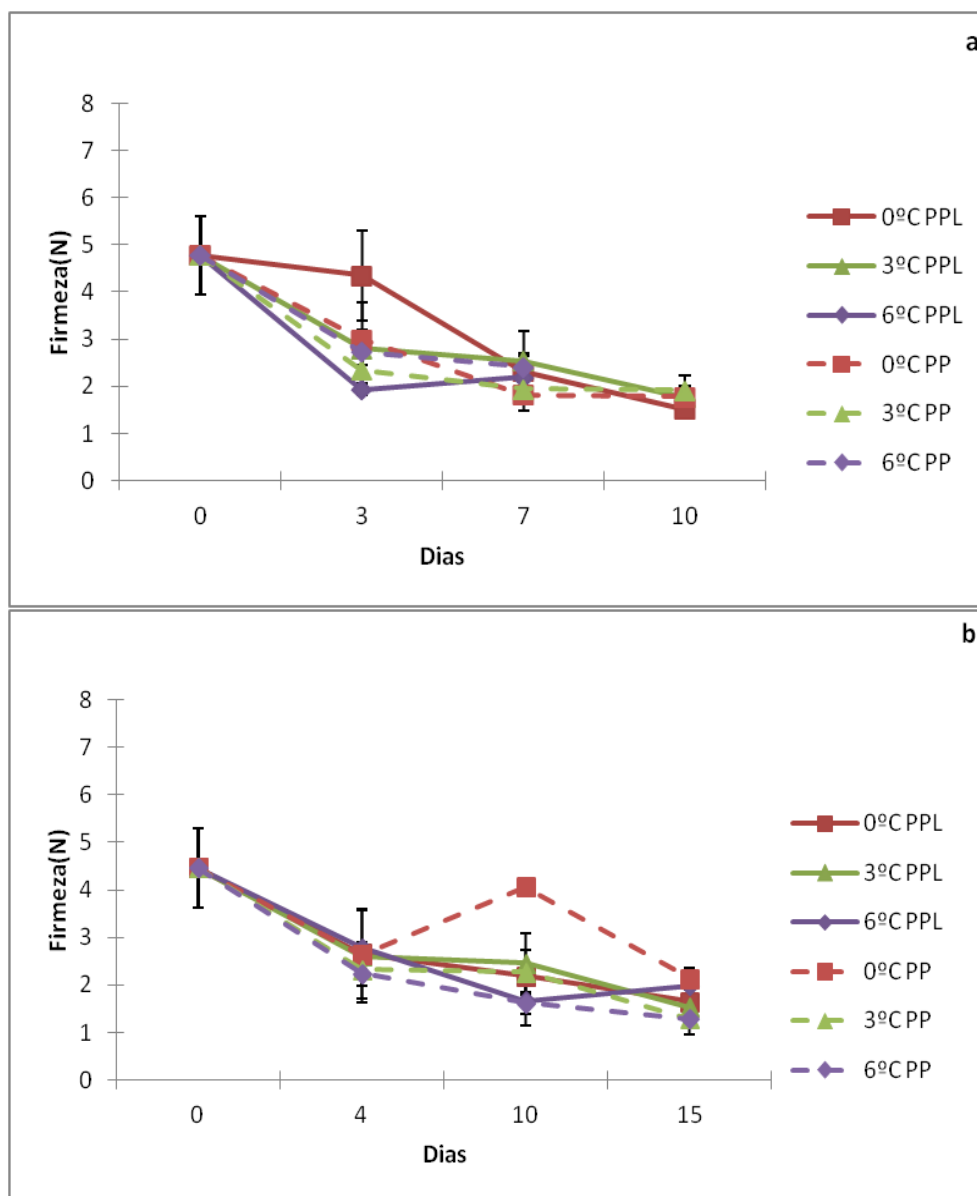 a
8
7
6
5
4
3
2
1
0
Firmeza(N)
0 3 7 10
Dias
0ºC PPL
3ºC PPL
6ºC PPL
0ºC PP
3ºC PP
6ºC PP
b
8
7
6
5
4
3
2
1
0
Firmeza(N)
0 4 10 15
Dias
0ºC PPL
3ºC PPL
6ºC PPL
0ºC PP
3ºC PP
6ºC PP